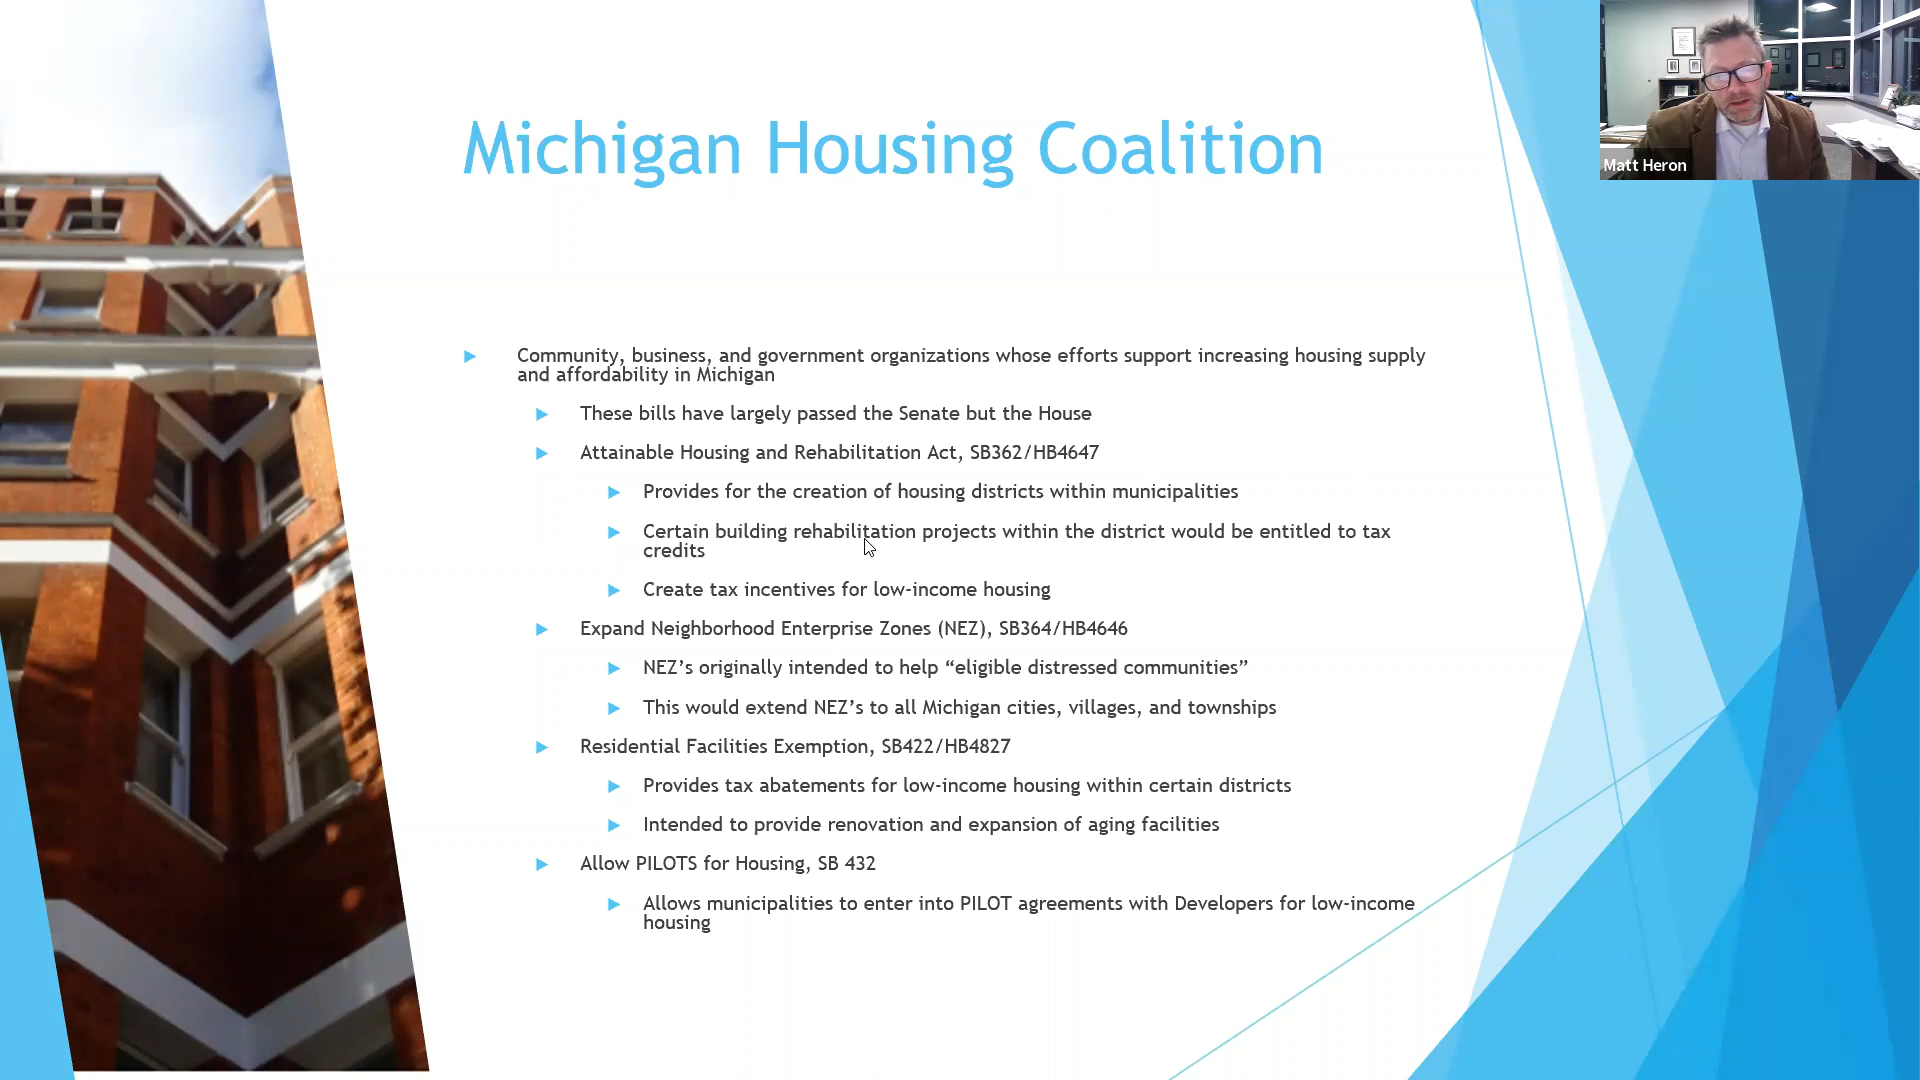 Michigan Housing Coalition
Matt Heron
Community, business, and government organizations whose efforts support increasing housing supply
and affordability in Michigan
These bills have largely passed the Senate but the House
Attainable Housing and Rehabilitation Act, SB362/HB4647
Provides for the creation of housing districts within municipalities
Certain building rehabilitation projects within the district would be entitled to tax
credits
Create tax incentives for low-income housing
Expand Neighborhood Enterprise Zones (NEZ), SB364/HB4646
NEZ’s originally intended to help “eligible distressed communities”
This would extend NEZ’s to all Michigan cities, villages, and townships
Residential Facilities Exemption, SB422/HB4827
Provides tax abatements for low-income housing within certain districts
Intended to provide renovation and expansion of aging facilities
Allow PILOTS for Housing, SB 432
Allows municipalities to enter into PILOT agreements with Developers for low-income
housing